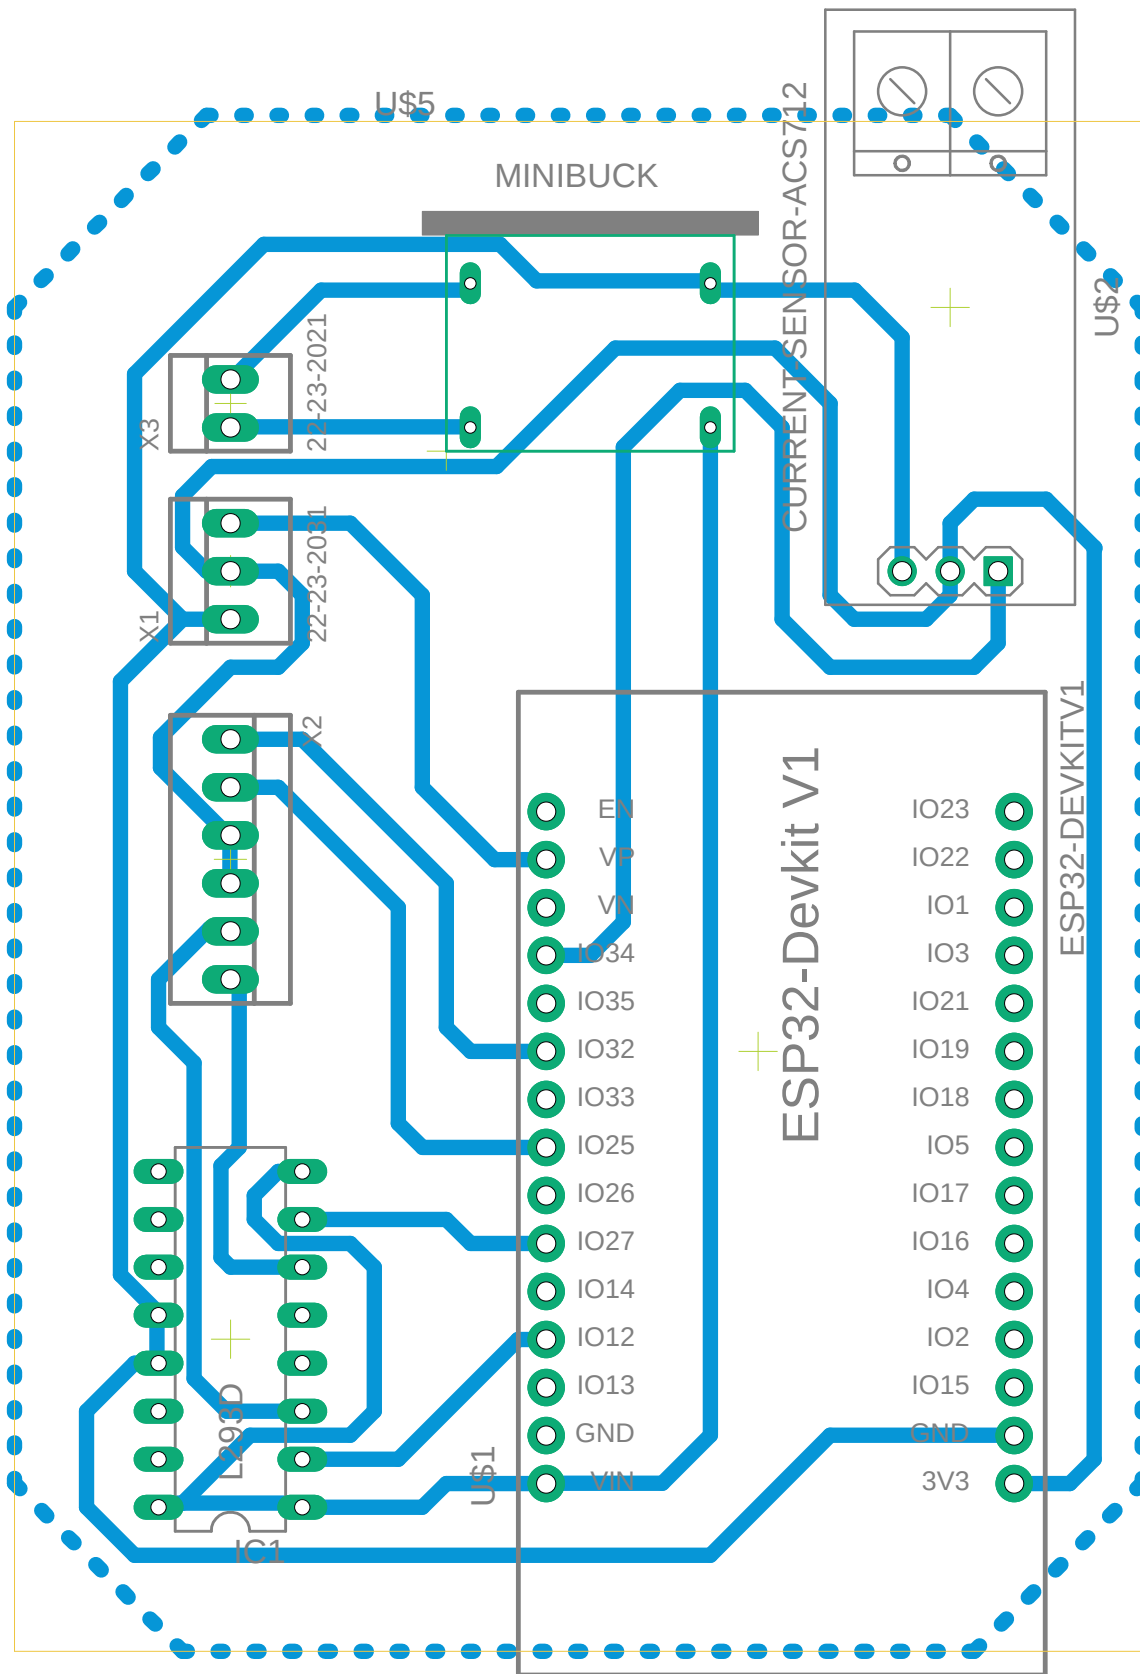 U$5
MINIBUCK
CURRENT-SENSOR-ACS712
U$2
X3
22-23-2021
X1
22-23-2031
X2
ESP32-Devkit V1
ESP32-DEVKITV1
EN
VP
VN
IO34
IO35
IO32
IO33
IO25
IO26
IO27
IO14
IO12
IO13
GND
VIN
IO23
IO22
IO1
IO3
IO21
IO19
IO18
IO5
IO17
IO16
IO4
IO2
IO15
GND
3V3
U$1
L293D
IC1